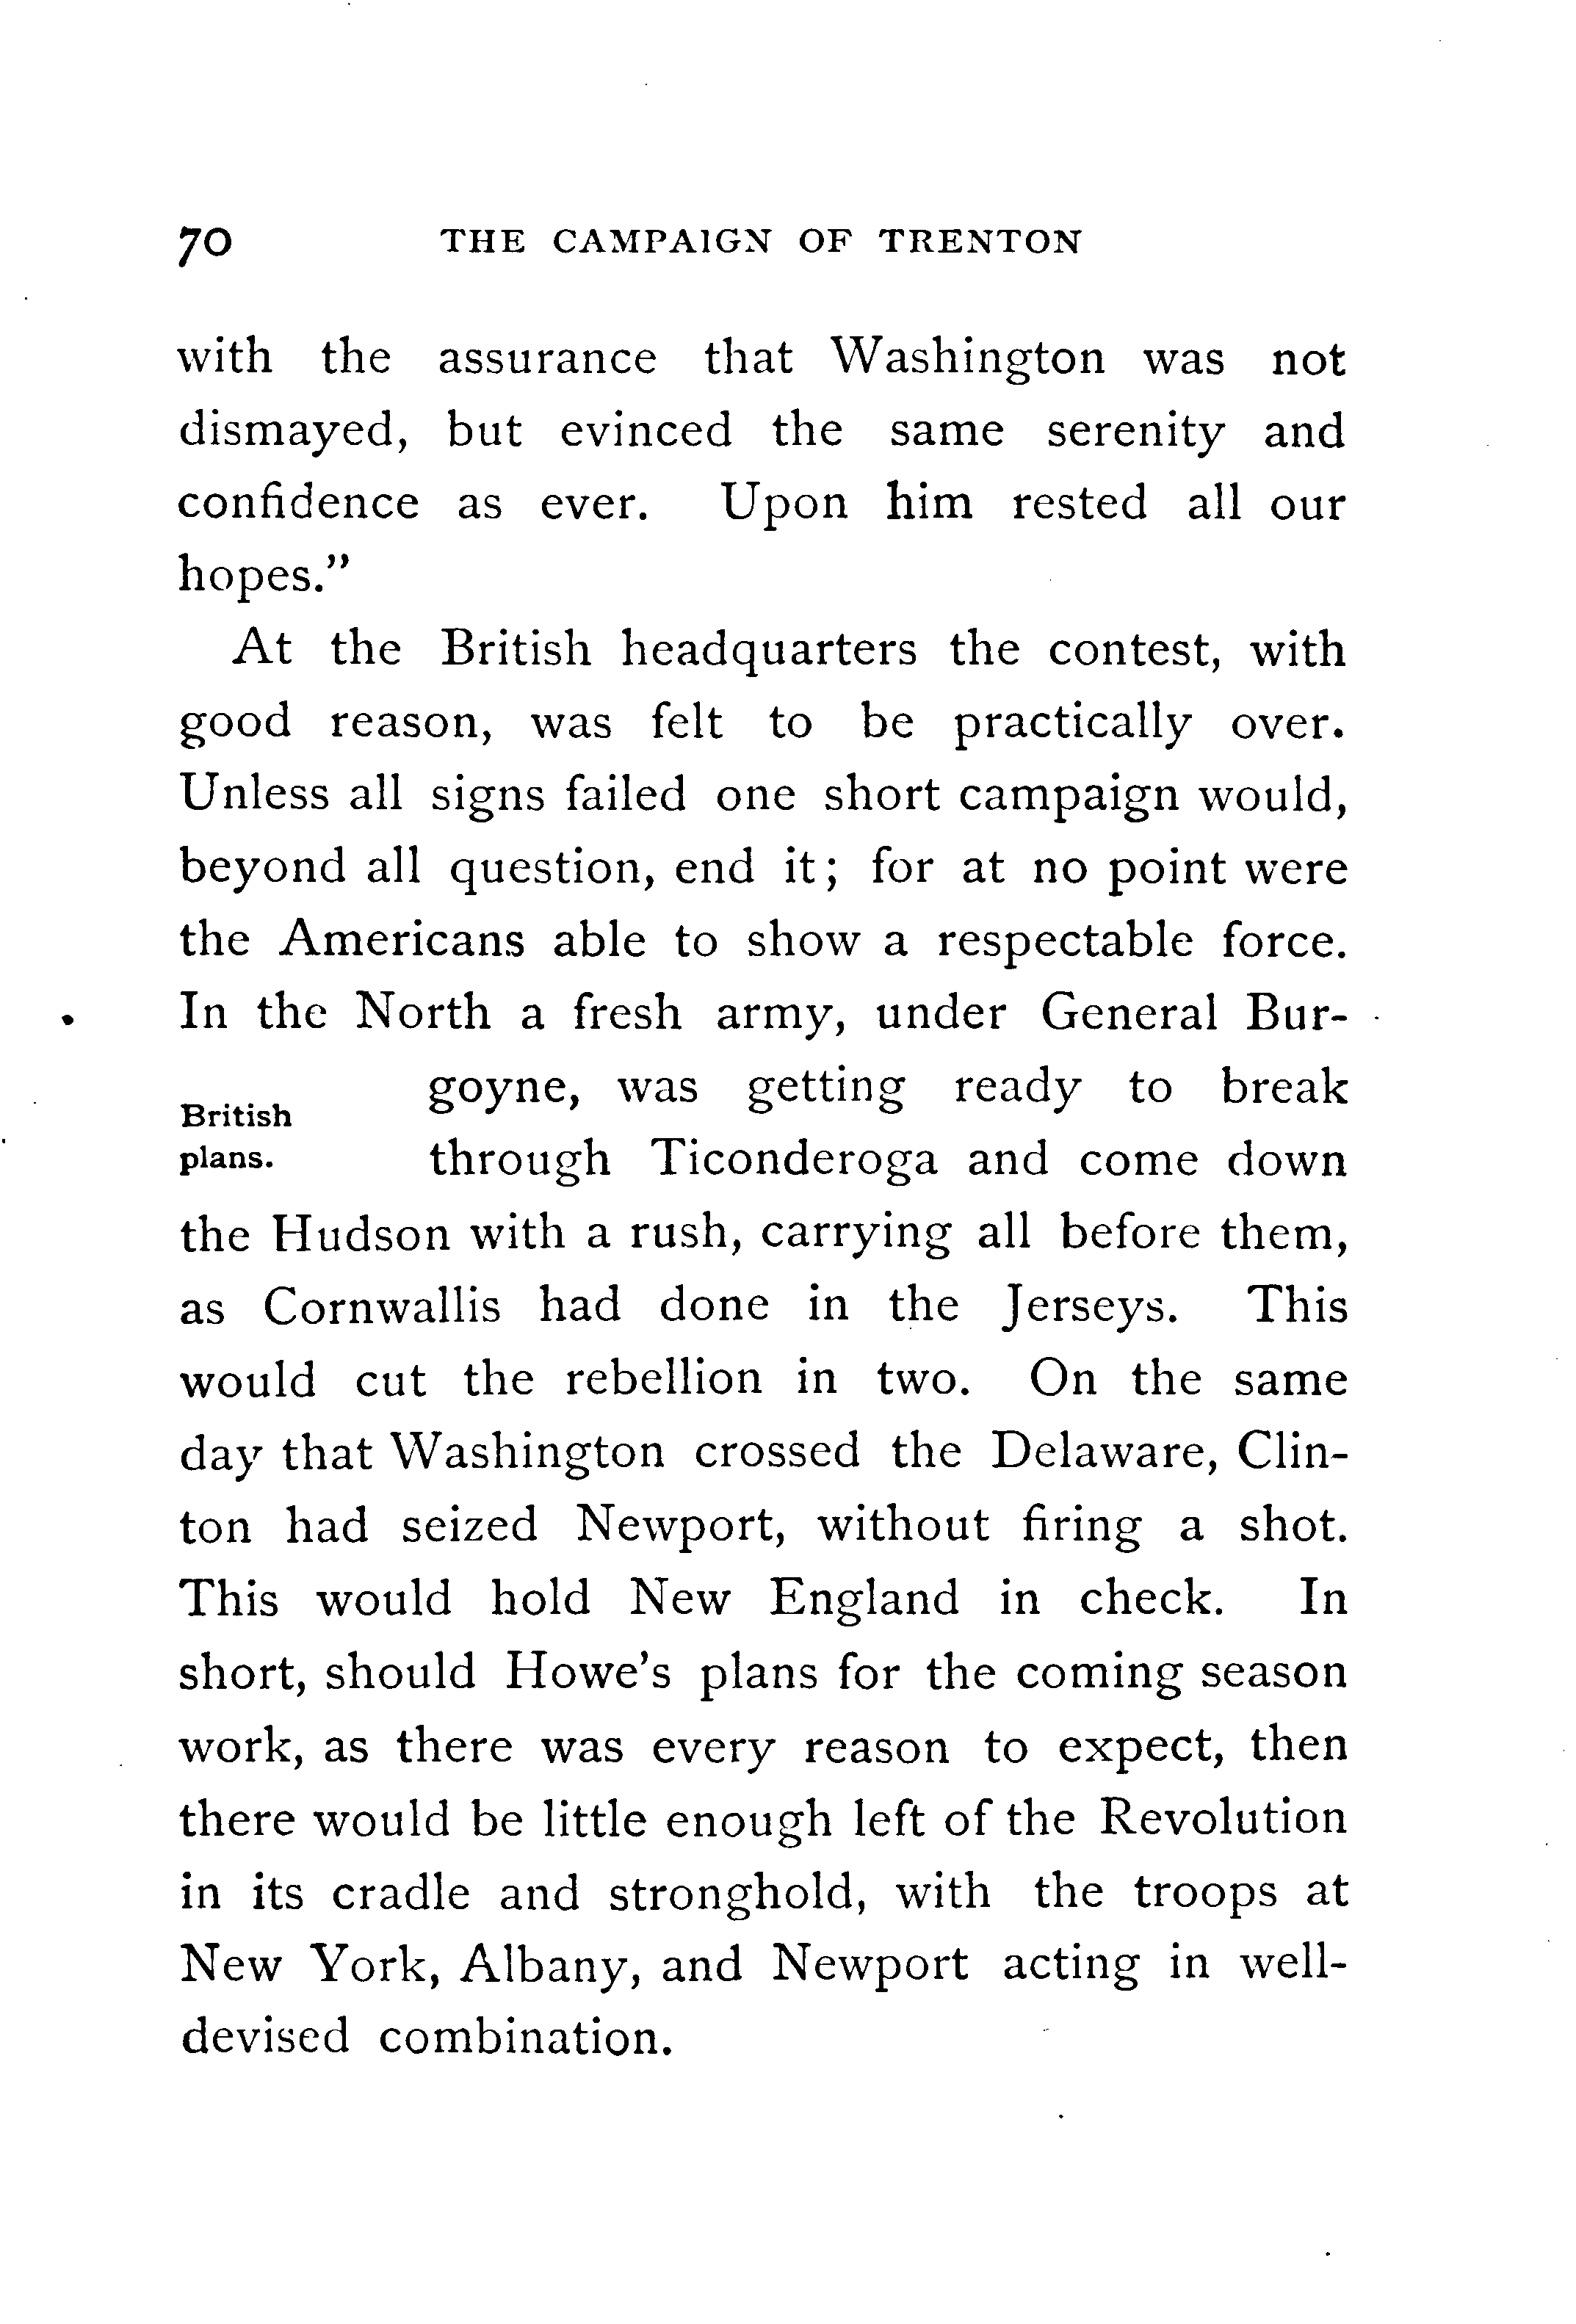 70 THE CAMPAIGN OF TRENTON
with the assurance that Washington was not
dismayed, but evinced the same serenity and
confidence as ever. Upon him rested all our
hopes.”
At the British headquarters the contest, with
good reason, was felt to be practically over.
Unless all signs failed one short campaign would,
beyond all question, end it; for at no point were
the Americans able to show a respectable force.
In the North a fresh army, under General Bur-
British
plans.
goyne, was getting ready to break
through Ticonderoga and come down
the Hudson with a rush, carrying all before them,
as Cornwallis had done in the Jerseys. This
would cut the rebellion in two. On the same
day that Washington crossed the Delaware, Clin-
ton had seized Newport, without firing a shot.
This would hold New England in check. In
short, should Howe's plans for the coming season
work, as there was every reason to expect, then
there would be little enough left of the Revolution
in its cradle and stronghold, with the troops at
New York, Albany, and Newport acting in well-
devised combination.